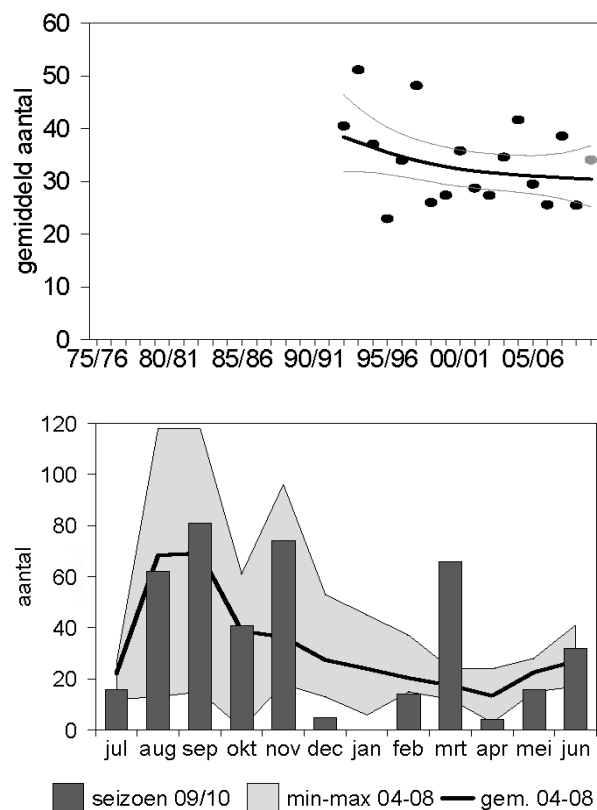 60
50
40
30
20
10
0
gemiddeld aantal
75/76 80/81 85/86 90/91 95/96 00/01 05/06
120
100
80
60
40
20
0
aantal
jul aug sep okt nov dec jan feb mrt apr mei jun
seizoen 09/10 min-max 04-08 gem. 04-08